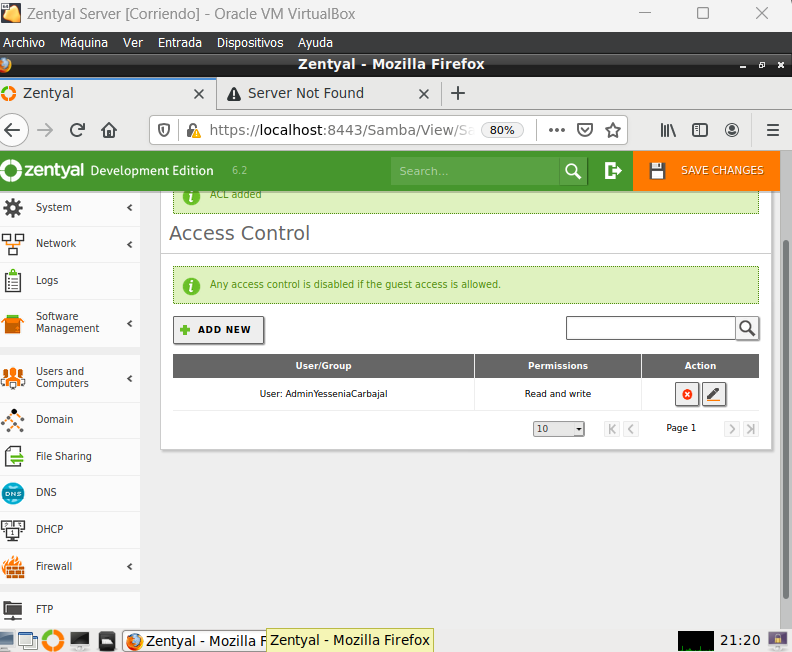 Zentyal Server [Corriendo] - Oracle VM VirtualBox
Archivo Máquina Ver Entrada Dispositivos Ayuda
Zentyal - Mozilla Firefox
Zentyal
Server Not Found
https://localhost:8443/Samba/View/Sa
80%
zentyal Development Edition 6.2
Search...
SAVE CHANGES
System
Network
Logs
Software
Management
Users and
Computers
Domain
File Sharing
DNS
DNS
DHCP
Firewall
FTP
ACL added
Access Control
Any access control is disabled if the guest access is allowed.
ADD NEW
User/Group Permissions Action
User: AdminYesseniaCarbajal Read and write
10
Page 1
Zentyal - Mozilla F
Zentyal - Mozilla Firefox
21:20